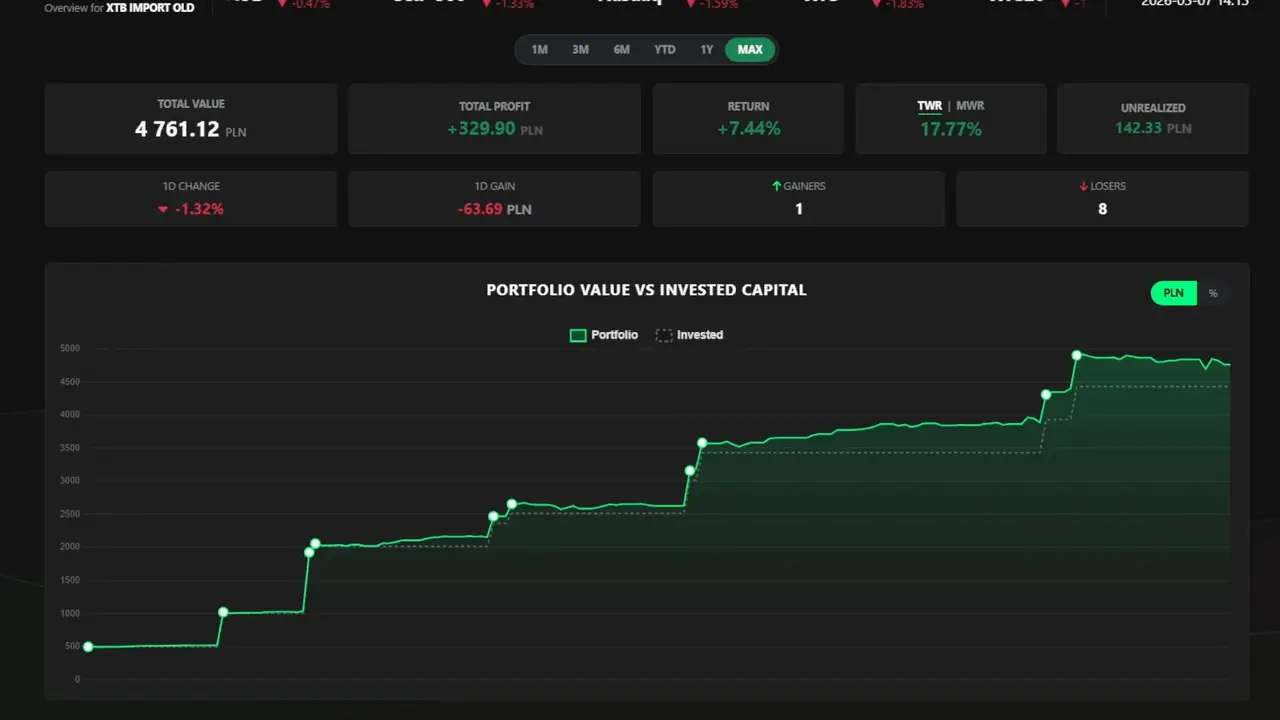 Overview for XTB IMPORT OLD
-0.47% -1.33% -1.59% -1.83%
1M 3M 6M YTD 1Y MAX
TOTAL VALUE
4 761.12 PLN
TOTAL PROFIT
+329.90 PLN
RETURN
+7.44%
TWR | MWR
17.77%
UNREALIZED
142.33 PLN
1D CHANGE
-1.32%
1D GAIN
-63.69 PLN
GAINERS
1
LOSERS
8
PORTFOLIO VALUE VS INVESTED CAPITAL
PLN %
Portfolio Invested
5000
4500
4000
3500
3000
2500
2000
1500
1000
500
0